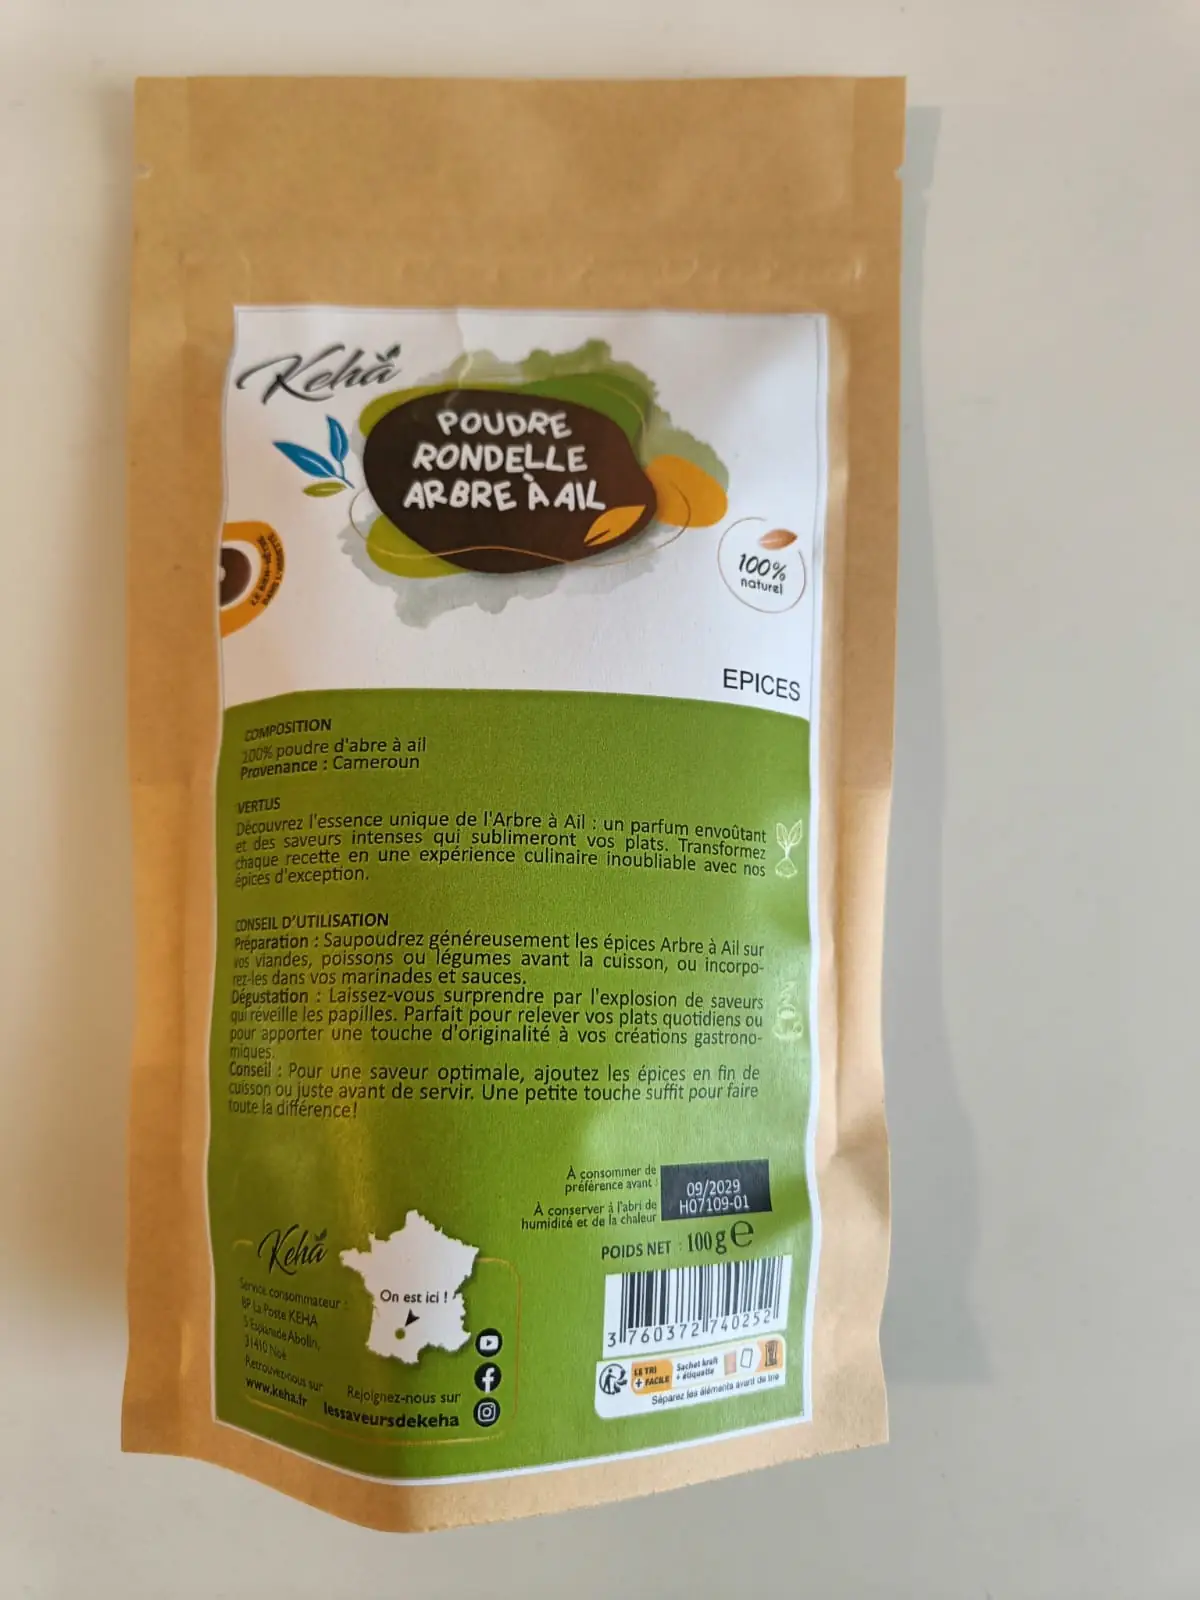 Kehá
POUDRE
RONDELLE
ARBRE À AIL
LE BIEN-ÊTRE
DANS L'ASSIETTE
100%
naturel
EPICES
COMPOSITION
100% poudre d'abre à ail
Provenance : Cameroun
VERTUS
Découvrez l'essence unique de l'Arbre à Ail : un parfum envoûtant
et des saveurs intenses qui sublimeront vos plats. Transformez
chaque recette en une expérience culinaire inoubliable avec nos
épices d'exception.
CONSEIL D'UTILISATION
Préparation : Saupoudrez généreusement les épices Arbre à Ail sur
vos viandes, poissons ou légumes avant la cuisson, ou incorpo-
rez-les dans vos marinades et sauces.
Dégustation : Laissez-vous surprendre par l'explosion de saveurs
qui réveille les papilles. Parfait pour relever vos plats quotidiens ou
pour apporter une touche d'originalité à vos créations gastrono-
miques.
Conseil : Pour une saveur optimale, ajoutez les épices en fin de
cuisson ou juste avant de servir. Une petite touche suffit pour faire
toute la différence!
À consommer de
préférence avant :
09/2029
H07109-01
À conserver à l'abri de
humidité et de la chaleur
POIDS NET : 100 g e
3 760372 740252
LE TRI
+ FACILE
Sachet kraft
+ étiquette
Séparez les éléments avant de trier
Kehá
Service consommateur :
BP La Poste KEHA
5 Esplanade Abolin,
31410 Noé
Retrouvez-nous sur
www.keha.fr
On est ici !
Rejoignez-nous sur
lessaveursdekeha